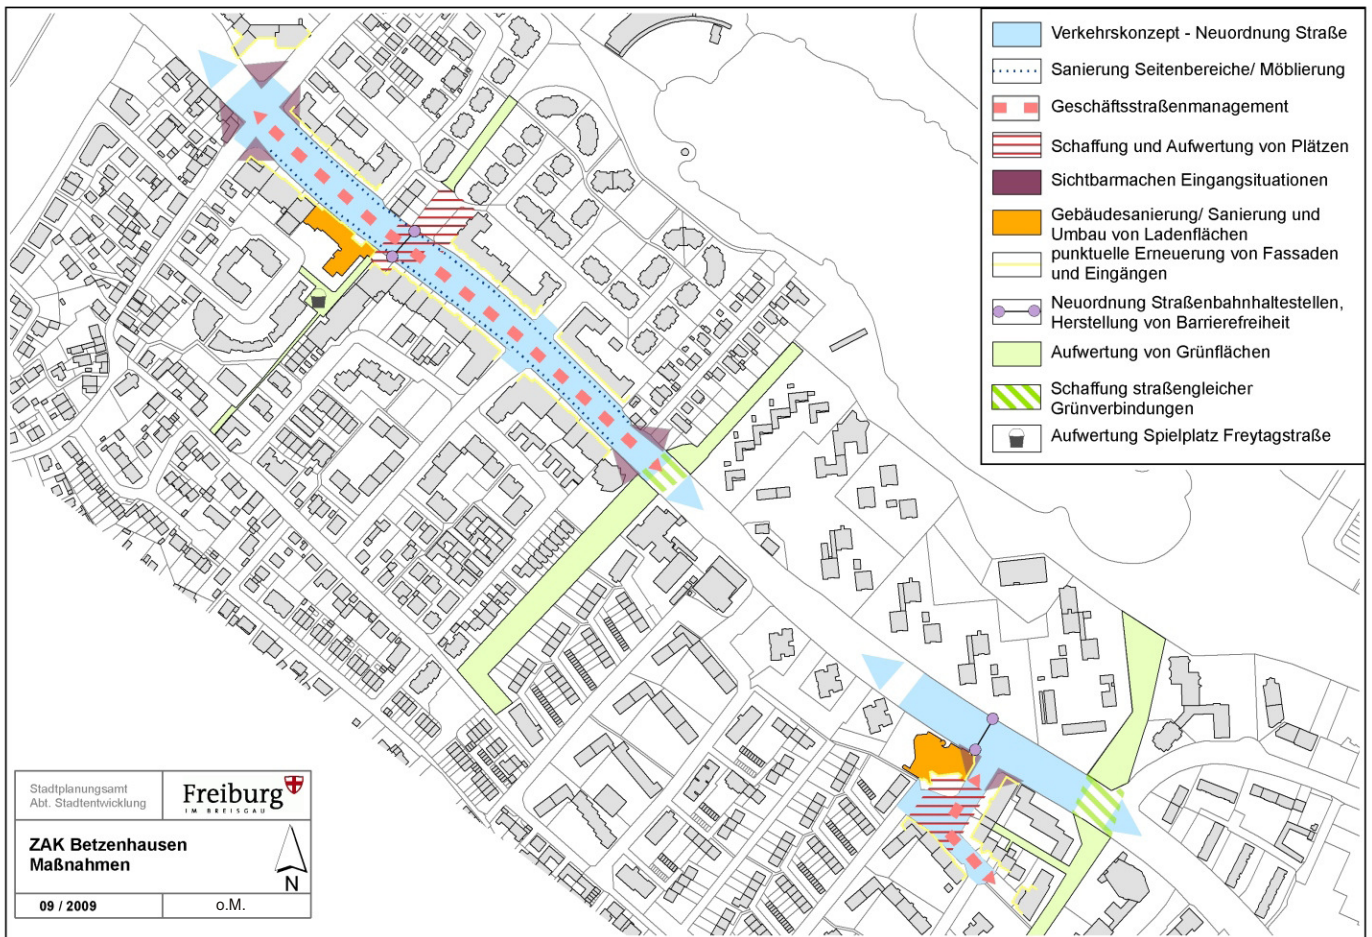 Verkehrskonzept - Neuordnung Straße
Sanierung Seitenbereiche/ Möblierung
Geschäftsstraßenmanagement
Schaffung und Aufwertung von Plätzen
Sichtbarmachen Eingangsituationen
Gebäudesanierung/ Sanierung und
Umbau von Ladenflächen
punktuelle Erneuerung von Fassaden
und Eingängen
Neuordnung Straßenbahnhaltestellen,
Herstellung von Barrierefreiheit
Aufwertung von Grünflächen
Schaffung straßengleicher
Grünverbindungen
Aufwertung Spielplatz Freytagstraße
Stadtplanungsamt
Abt. Stadtentwicklung
Freiburg
IM BREISGAU
ZAK Betzenhausen
Maßnahmen
N
09 / 2009
o.M.